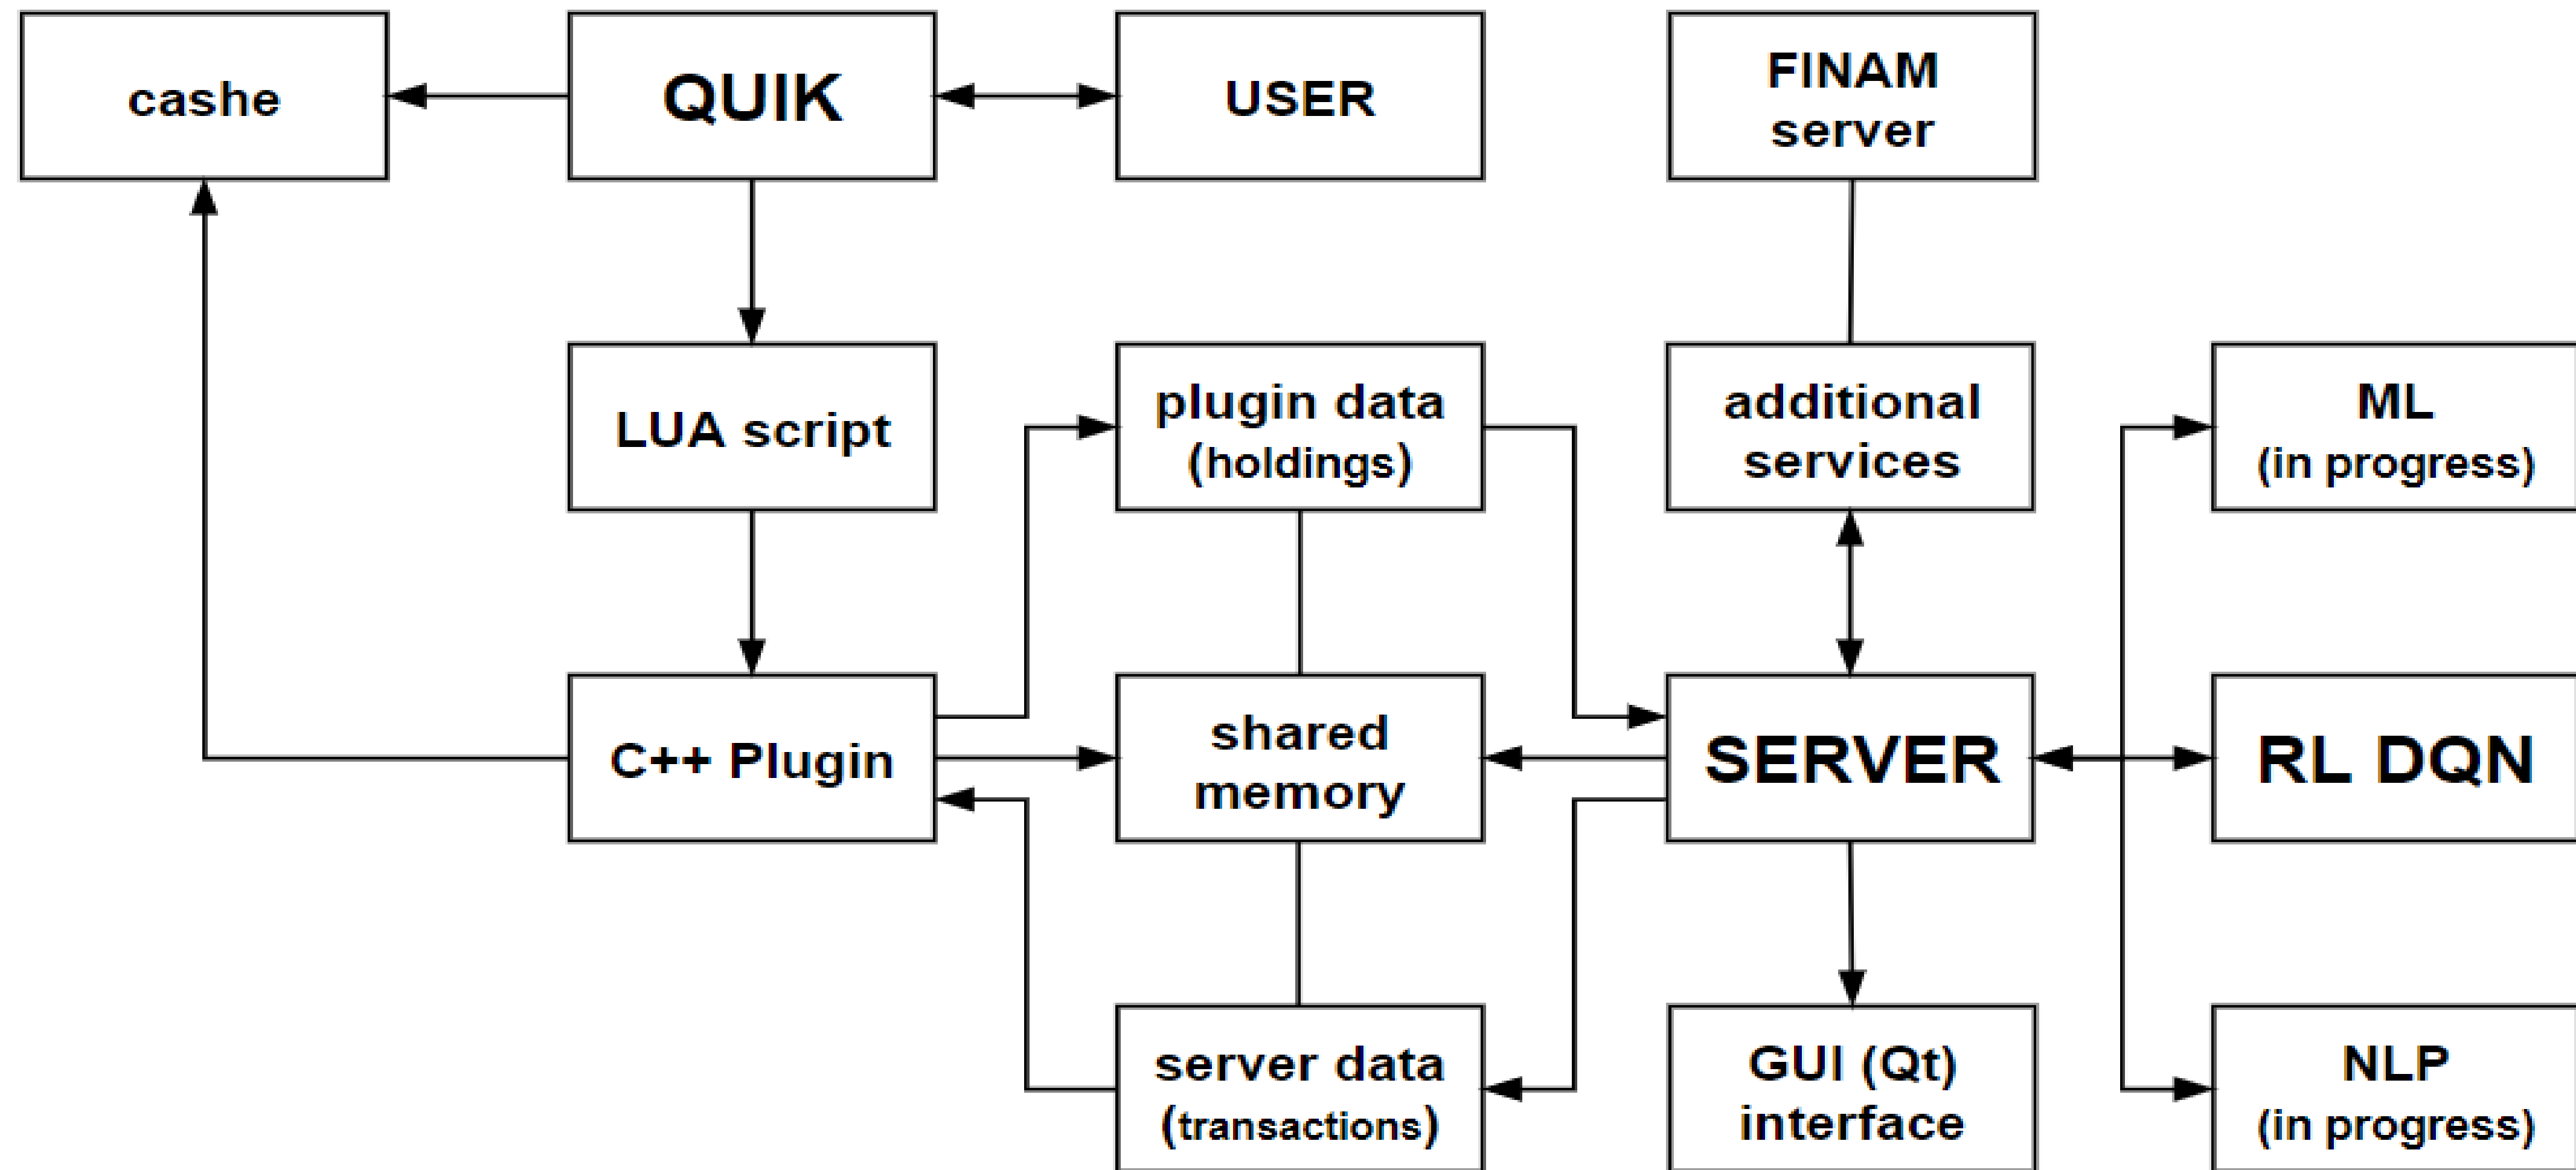 cashe
QUIK
USER
FINAM
server
LUA script
plugin data
(holdings)
additional
services
ML
(in progress)
C++ Plugin
shared
memory
SERVER
RL DQN
server data
(transactions)
GUI (Qt)
interface
NLP
(in progress)